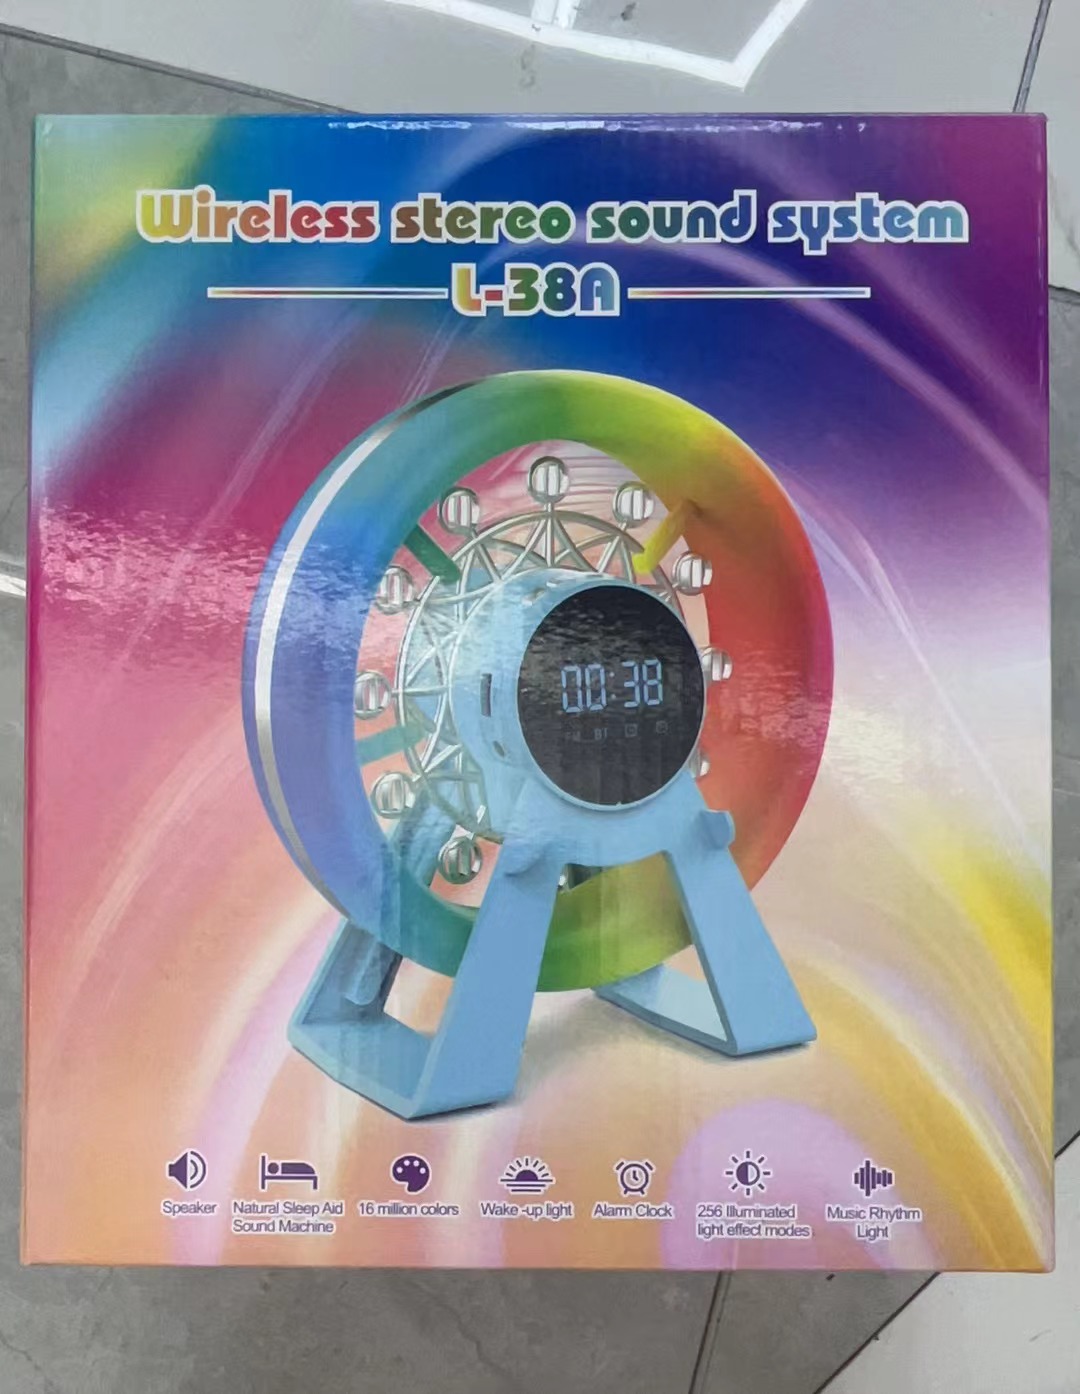 Wireless stereo sound system
L-38A
00:38
BT
Speaker
Natural Sleep Aid
Sound Machine
16 million colors
Wake -up light
Alarm Clock
256 Illuminated
light effect modes
Music Rhythm
Light